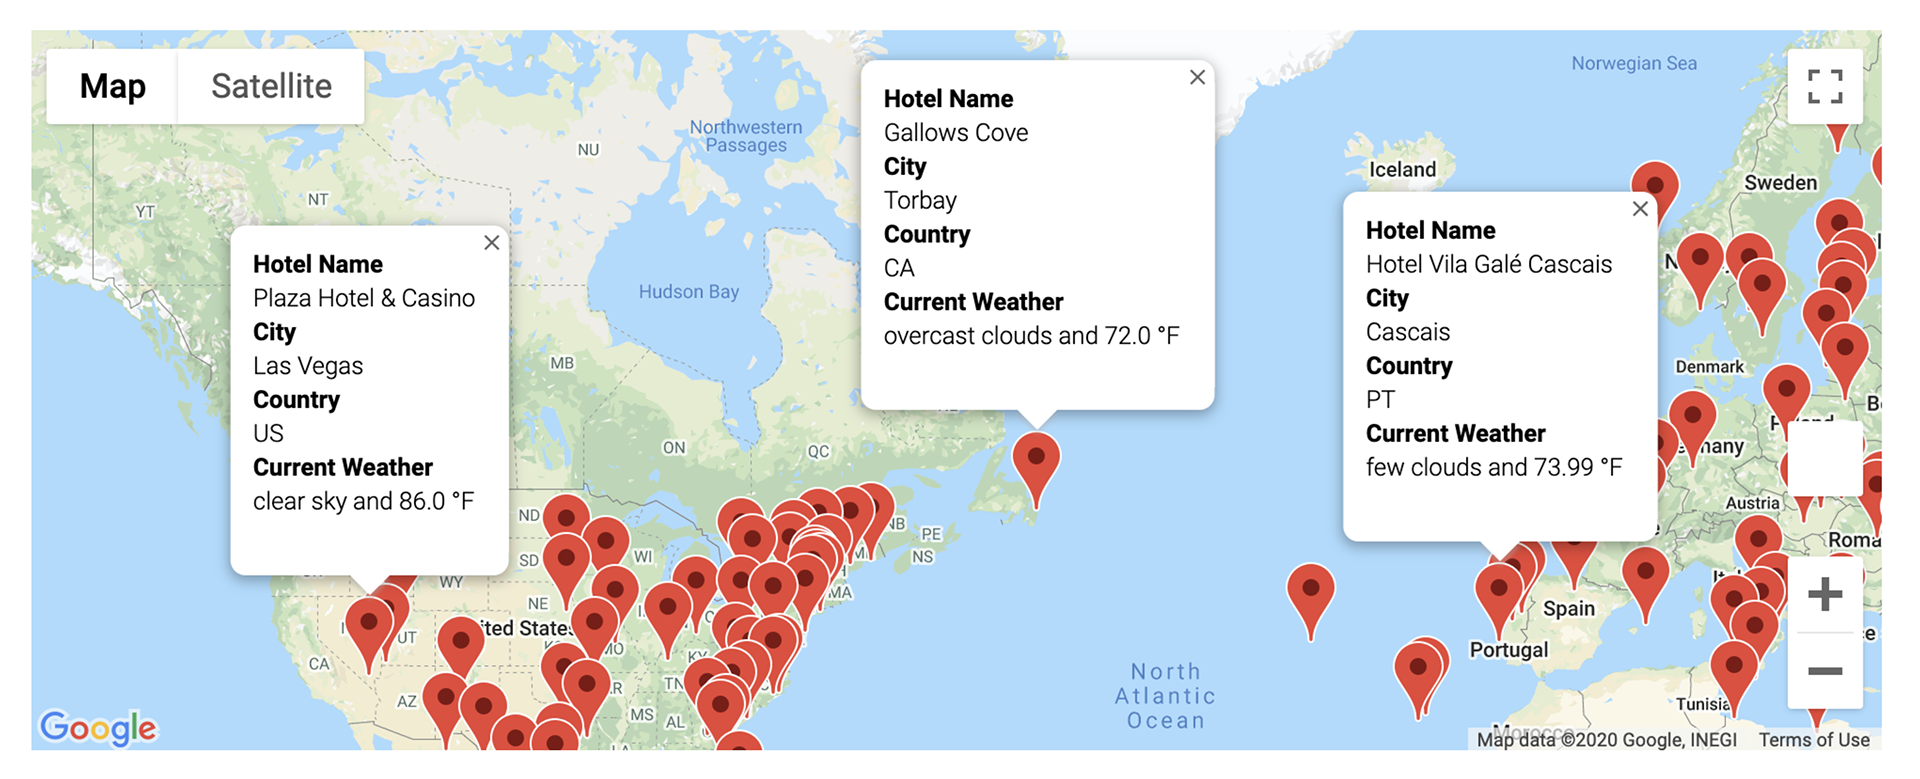 Map
Satellite
Norwegian Sea
Northwestern
Passages
NU
NT
YT
Iceland
Sweden
Hotel Name
Gallows Cove
City
Torbay
Country
CA
Current Weather
overcast clouds and 72.0 °F
Hotel Name
Hotel Vila Galé Cascais
City
Cascais
Country
PT
Current Weather
few clouds and 73.99 °F
Hotel Name
Plaza Hotel & Casino
City
Las Vegas
Country
US
Current Weather
clear sky and 86.0 °F
Hudson Bay
MB
ON
QC
Denmark
Austria
ND
SD
WI
NB
PE
NS
WY
NE
MA
UT
CA
MO
KY
AZ
TN
MS
AL
Spain
Portugal
North
Atlantic
Ocean
Tunisia
Morocco
Google
Map data ©2020 Google, INEGI
Terms of Use